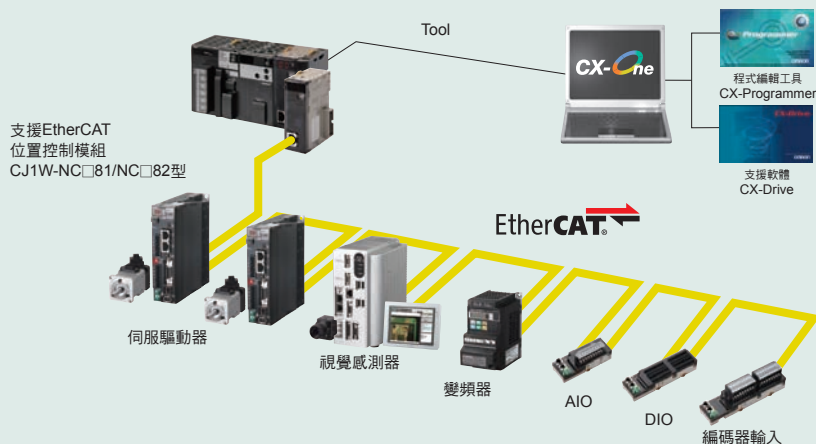 Tool
CX-One
Programmer
程式編輯工具
CX-Programmer
CX-Drive
支援軟體
CX-Drive
支援EtherCAT
位置控制模組
CJ1W-NC□81/NC□82型
EtherCAT®
伺服驅動器
視覺感測器
變頻器
AIO
DIO
編碼器輸入